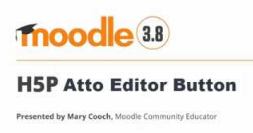 moodle 3.8
H5P Atto Editor Button
Presented by Mary Cooch, Moodle Community Educator